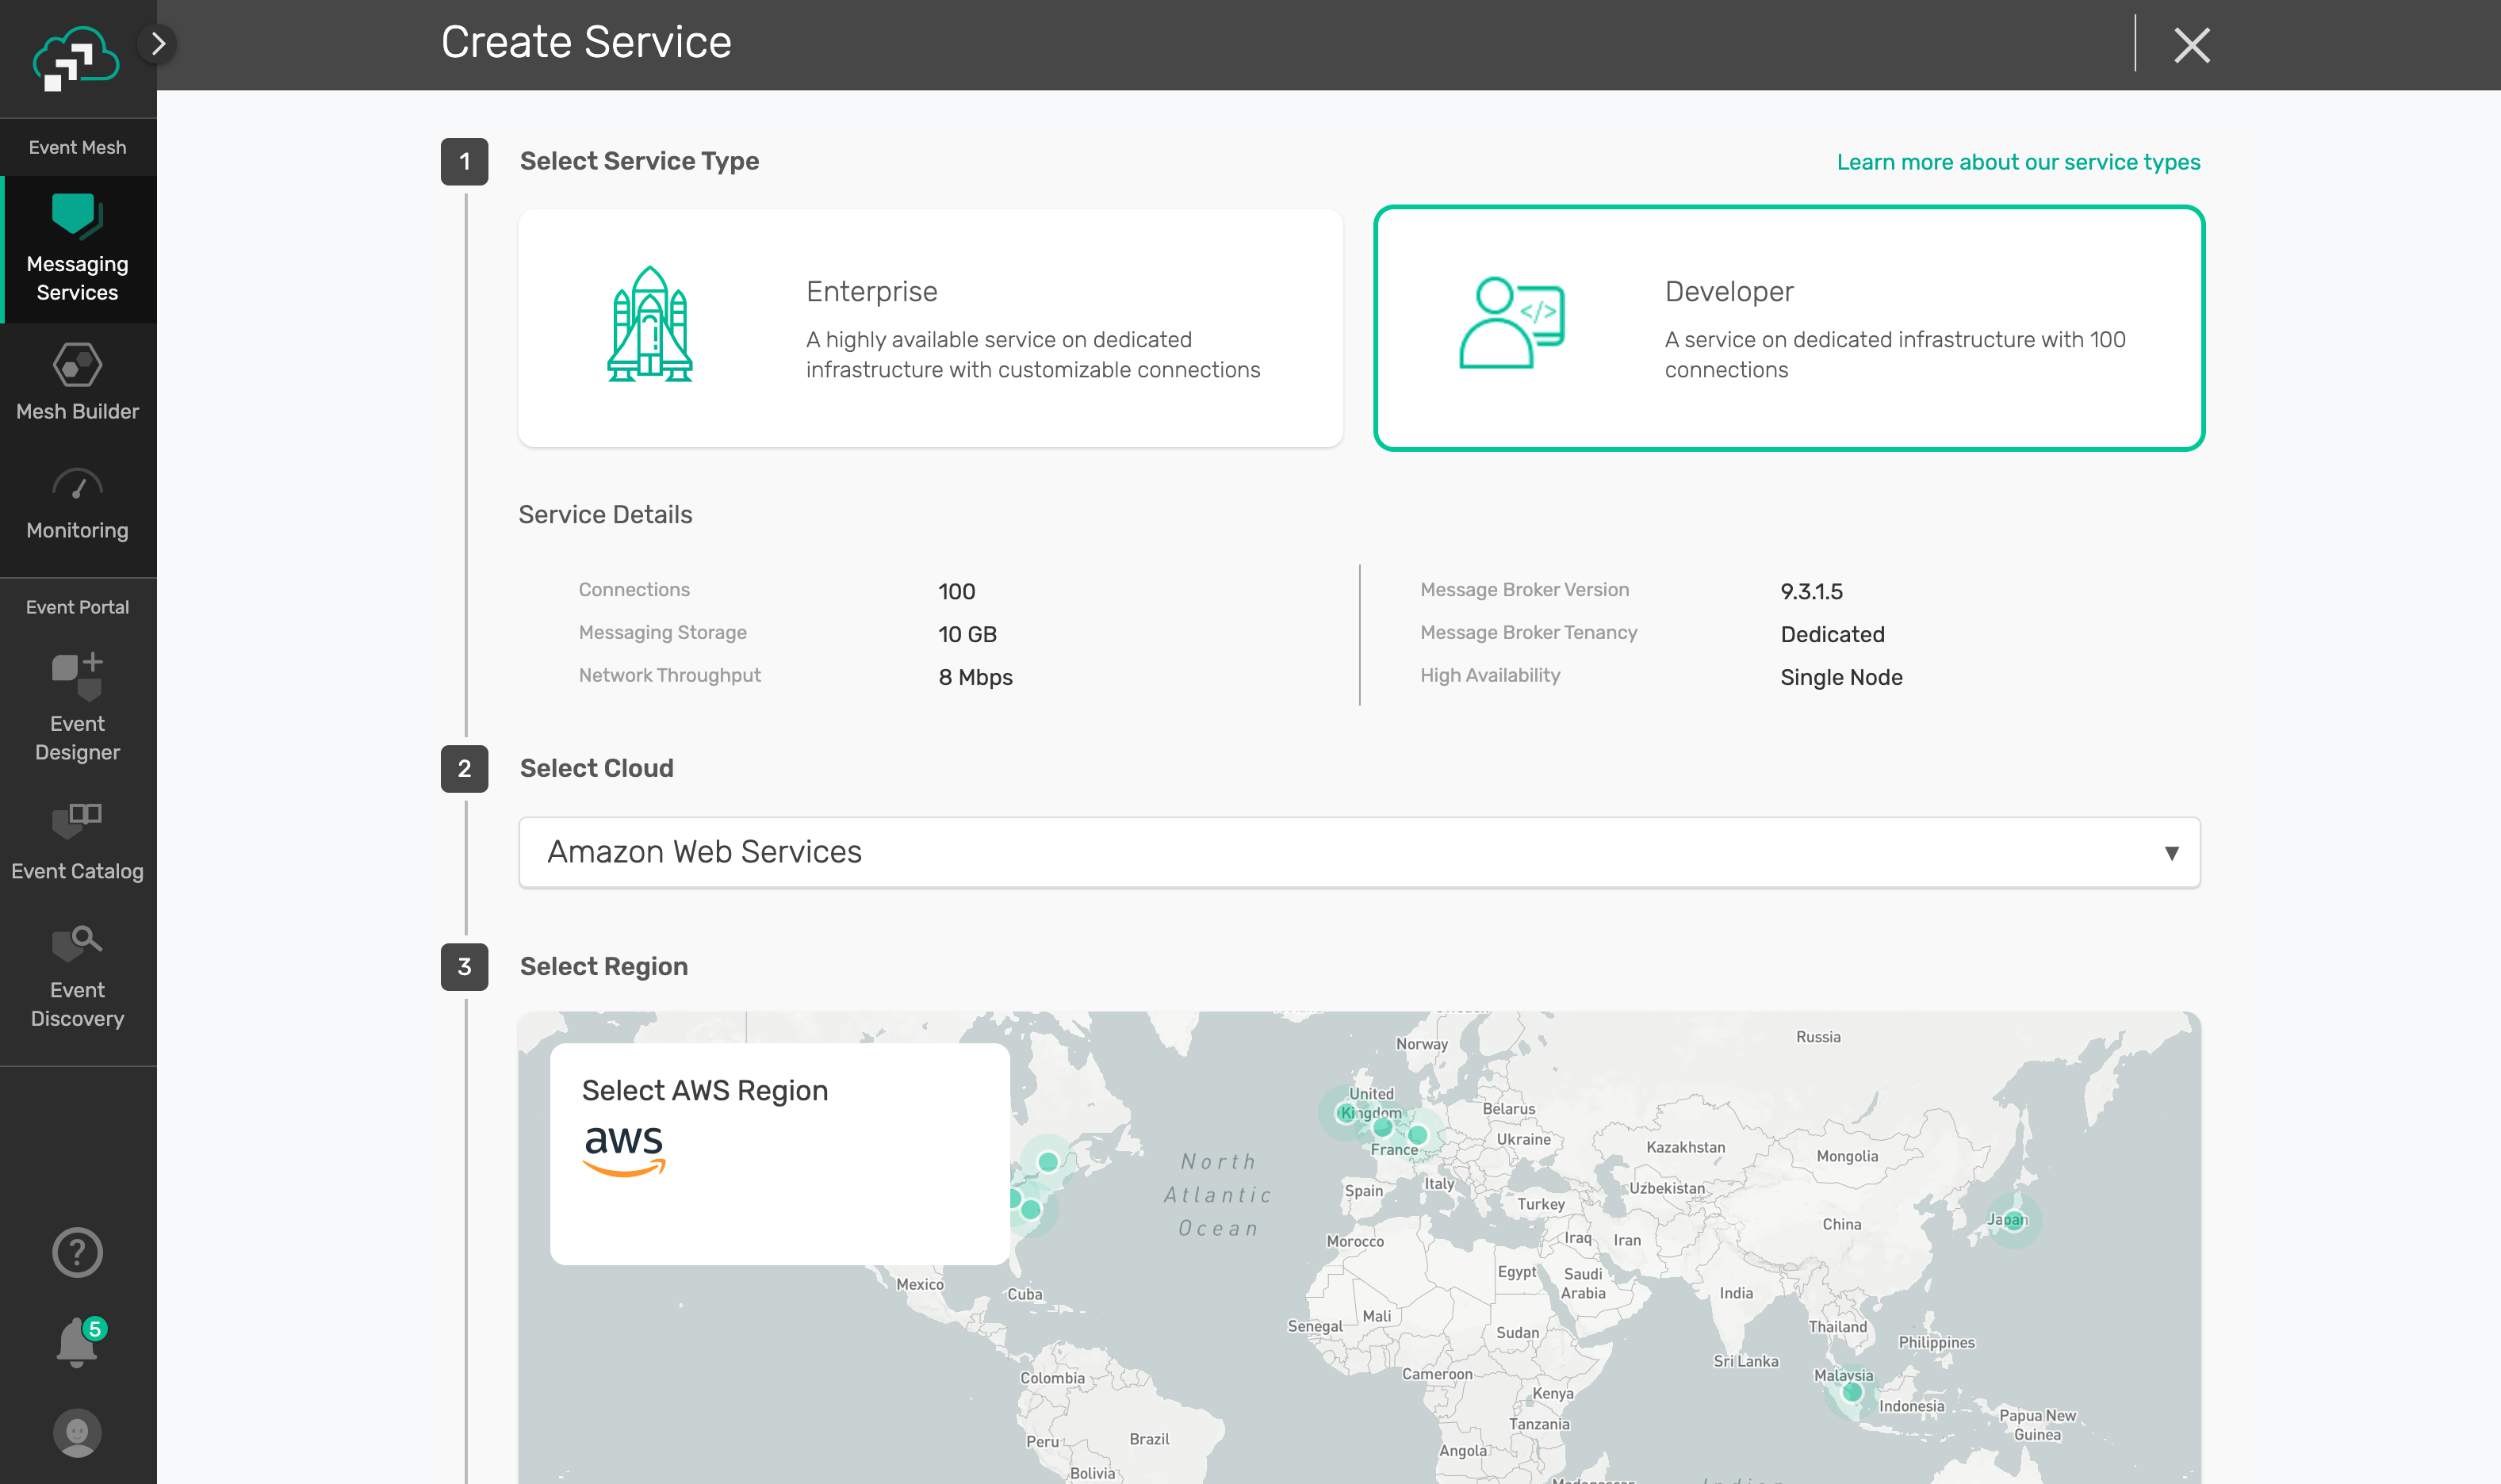 Create Service
Event Mesh
Messaging
Services
Mesh Builder
Monitoring
Event Portal
Event
Designer
Event Catalog
Event
Discovery
?
5
1
Select Service Type
Learn more about our service types
Enterprise
A highly available service on dedicated
infrastructure with customizable connections
</>
Developer
A service on dedicated infrastructure with 100
connections
Service Details
Connections 100
Messaging Storage 10 GB
Network Throughput 8 Mbps
Message Broker Version 9.3.1.5
Message Broker Tenancy Dedicated
High Availability Single Node
2
Select Cloud
Amazon Web Services
3
Select Region
Select AWS Region
aws
Norway
Russia
United
Kingdom
Belarus
Ukraine
France
Kazakhstan
Mongolia
North
Atlantic
Ocean
Spain
Italy
Uzbekistan
Turkey
China
Japan
Morocco
Iraq
Iran
Mexico
Cuba
Egypt
Saudi
Arabia
India
Mali
Senegal
Sudan
Thailand
Philippines
Sri Lanka
Colombia
Cameroon
Malaysia
Kenya
Indonesia
Tanzania
Papua New
Guinea
Peru
Brazil
Angola
Bolivia